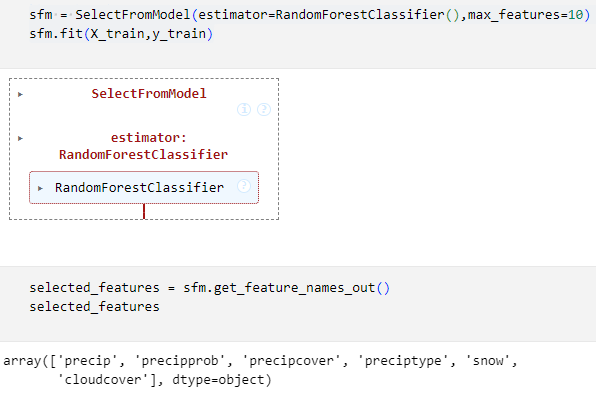 sfm = SelectFromModel(estimator=RandomForestClassifier(),max_features=10)
sfm.fit(X_train,y_train)
▸ SelectFromModel
i ?
▸ estimator:
RandomForestClassifier
▸ RandomForestClassifier ?
selected_features = sfm.get_feature_names_out()
selected_features
array(['precip', 'precipprob', 'precipcover', 'preciptype', 'snow',
'cloudcover'], dtype=object)